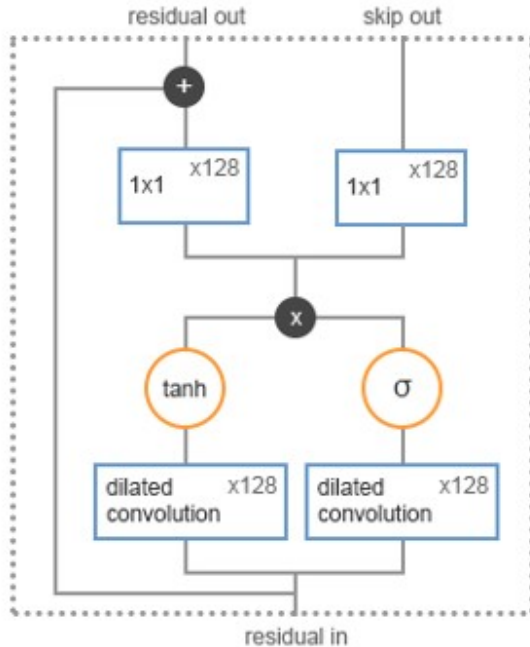 residual out
skip out
+
x128
1x1
x128
1x1
x
tanh
σ
dilated x128
convolution
dilated x128
convolution
residual in